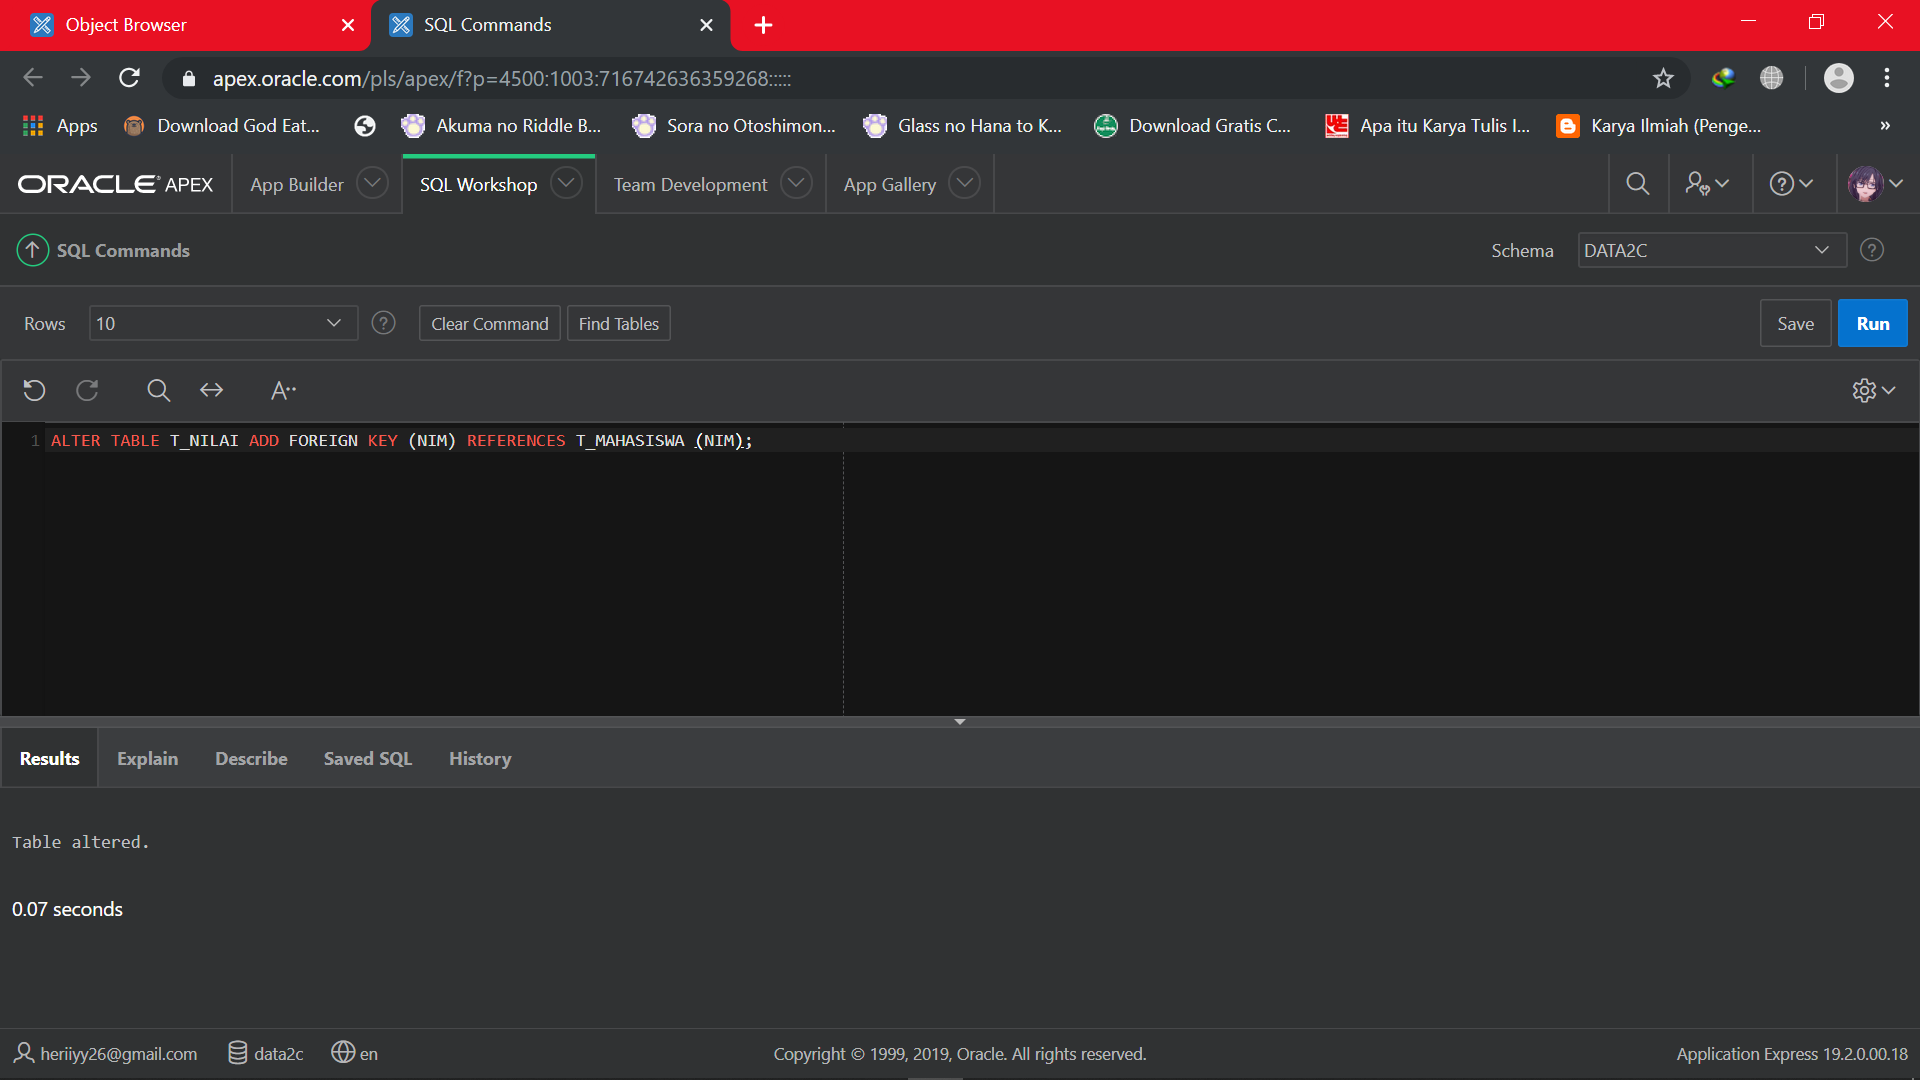 Object Browser
SQL Commands
apex.oracle.com/pls/apex/f?p=4500:1003:716742636359268:::::
Apps
Download God Eat...
Akuma no Riddle B...
Sora no Otoshimon...
Glass no Hana to K...
Download Gratis C...
Apa itu Karya Tulis I...
Karya Ilmiah (Penge...
»
ORACLE APEX
App Builder
SQL Workshop
Team Development
App Gallery
SQL Commands
Schema
DATA2C
Rows
10
Clear Command
Find Tables
Save
Run
1 ALTER TABLE T_NILAI ADD FOREIGN KEY (NIM) REFERENCES T_MAHASISWA (NIM);
Results
Explain
Describe
Saved SQL
History
Table altered.
0.07 seconds
heriiyy26@gmail.com
data2c
en
Copyright © 1999, 2019, Oracle. All rights reserved.
Application Express 19.2.0.00.18